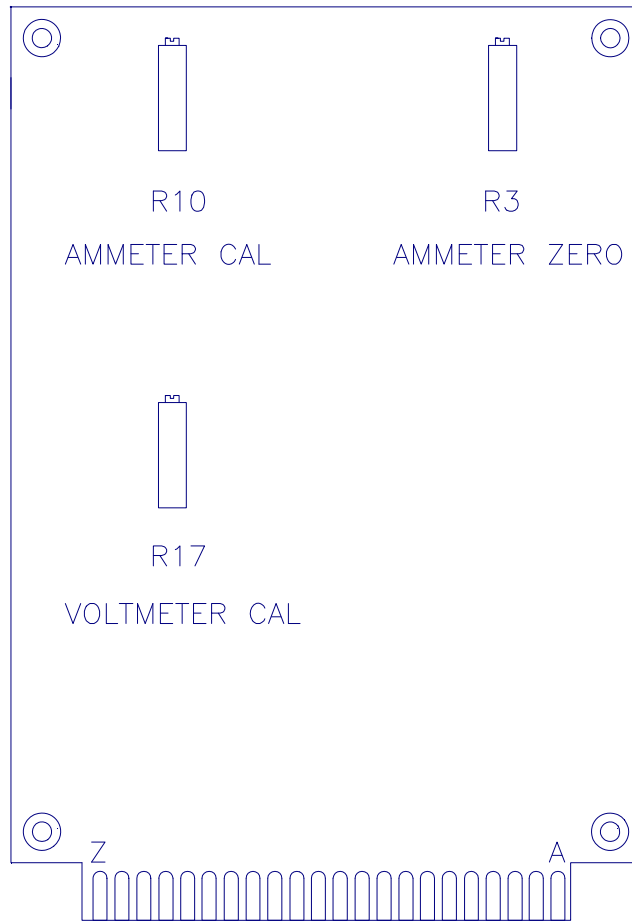 R10
R3
AMMETER CAL
AMMETER ZERO
R17
VOLTMETER CAL
Z
A